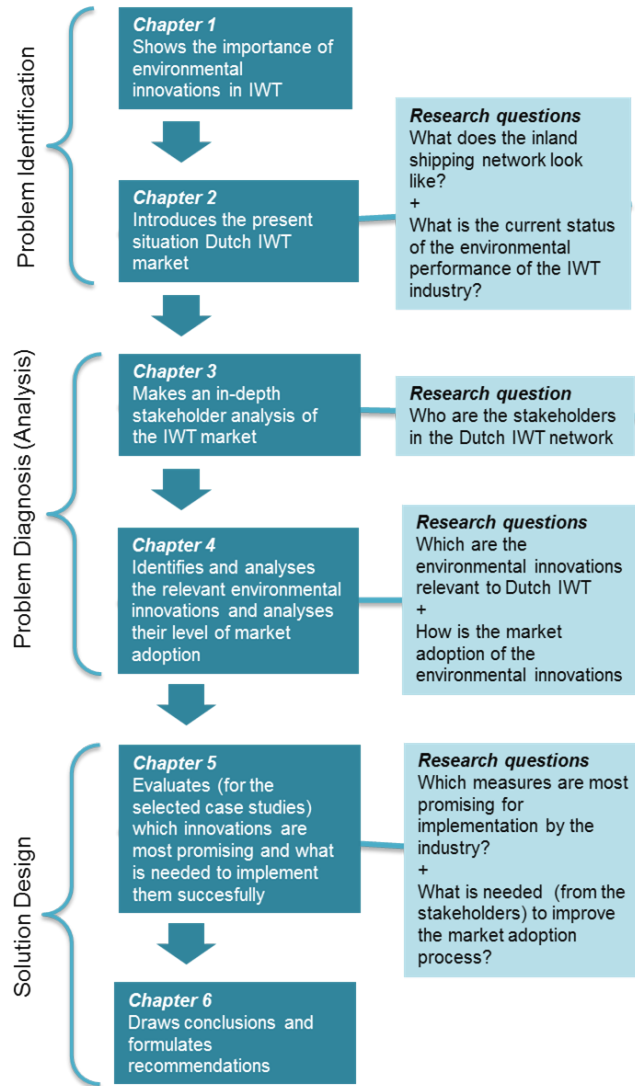 Problem Identification
Chapter 1
Shows the importance of
environmental
innovations in IWT
Chapter 2
Introduces the present
situation Dutch IWT
market
Research questions
What does the inland
shipping network look
like?
+
What is the current status
of the environmental
performance of the IWT
industry?
Problem Diagnosis (Analysis)
Chapter 3
Makes an in-depth
stakeholder analysis of
the IWT market
Research question
Who are the stakeholders
in the Dutch IWT network
Chapter 4
Identifies and analyses
the relevant environmental
innovations and analyses
their level of market
adoption
Research questions
Which are the
environmental innovations
relevant to Dutch IWT
+
How is the market
adoption of the
environmental innovations
Solution Design
Chapter 5
Evaluates (for the
selected case studies)
which innovations are
most promising and what
is needed to implement
them succesfully
Research questions
Which measures are most
promising for
implementation by the
industry?
+
What is needed (from the
stakeholders) to improve
the market adoption
process?
Chapter 6
Draws conclusions and
formulates
recommendations